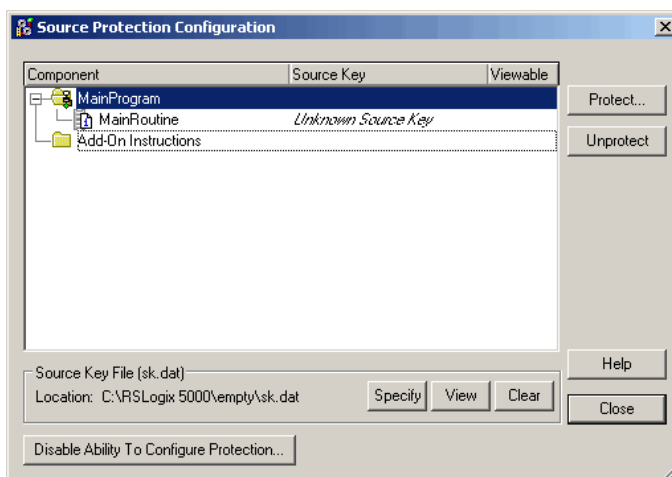 Source Protection Configuration
Component Source Key Viewable
MainProgram
MainRoutine Unknown Source Key
Add-On Instructions
Protect...
Unprotect
Source Key File (sk.dat)
Location: C:\RSLogix 5000\empty\sk.dat Specify View Clear
Help
Close
Disable Ability To Configure Protection...